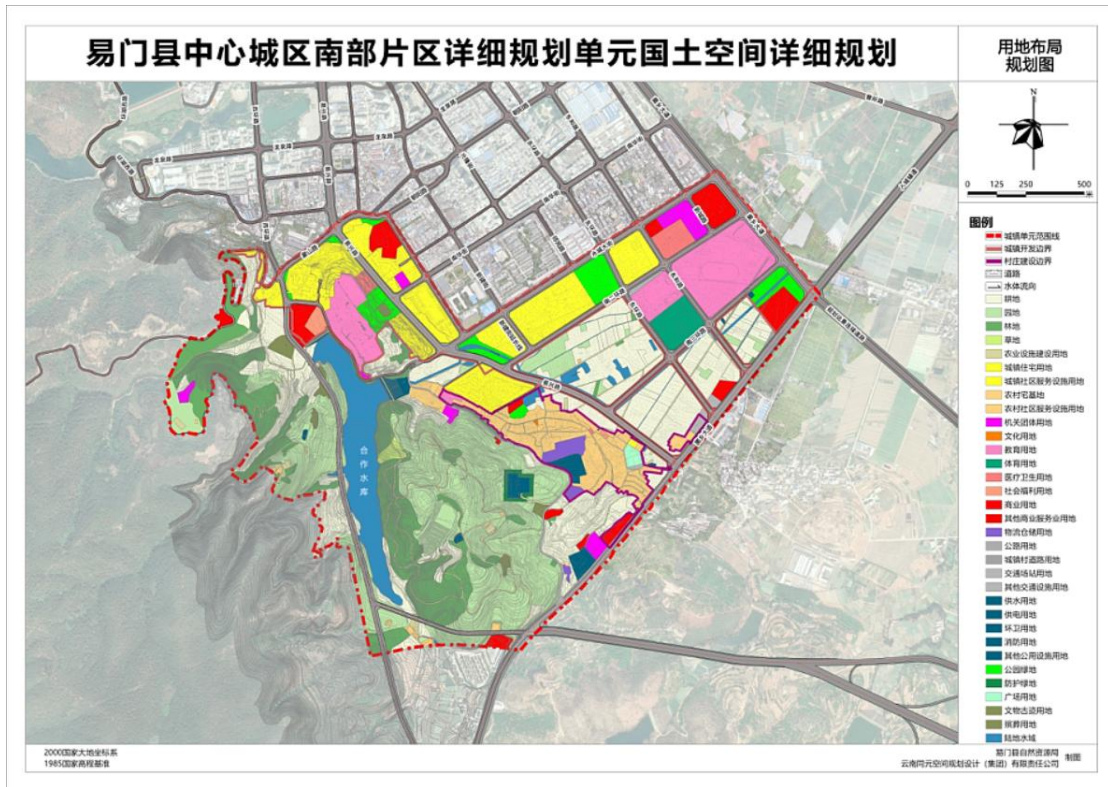 易门县中心城区南部片区详细规划单元国土空间详细规划
用地布局
规划图
N
0 125 250 500
米
图例
城镇单元范围线
城镇开发边界
村庄建设边界
道路
水体流向
耕地
园地
林地
草地
农业设施建设用地
城镇住宅用地
城镇社区服务设施用地
农村宅基地
农村社区服务设施用地
机关团体用地
文化用地
教育用地
体育用地
医疗卫生用地
社会福利用地
商业用地
其他商业服务业用地
物流仓储用地
公路用地
城镇村道路用地
交通场站用地
其他交通设施用地
供水用地
供电用地
环卫用地
消防用地
其他公用设施用地
公园绿地
防护绿地
广场用地
文物古迹用地
殡葬用地
陆地水域
合作水库
2000国家大地坐标系
1985国家高程基准
易门县自然资源局
云南同元空间规划设计（集团）有限责任公司
制图